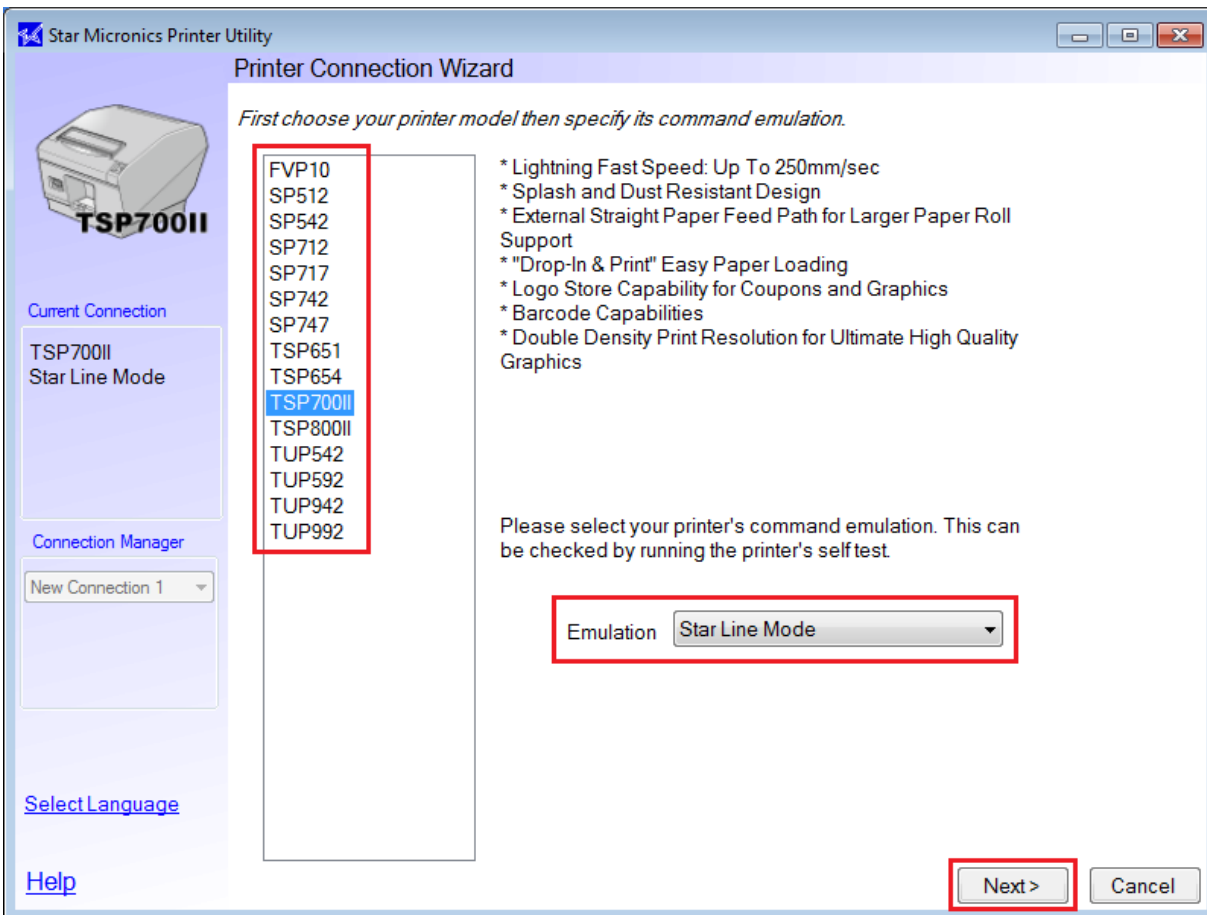 Star Micronics Printer Utility
Printer Connection Wizard
TSP700II
Current Connection
TSP700II
Star Line Mode
Connection Manager
New Connection 1
Select Language
Help
First choose your printer model then specify its command emulation.
FVP10
SP512
SP542
SP712
SP717
SP742
SP747
TSP651
TSP654
TSP700II
TSP800II
TUP542
TUP592
TUP942
TUP992
* Lightning Fast Speed: Up To 250mm/sec
* Splash and Dust Resistant Design
* External Straight Paper Feed Path for Larger Paper Roll
Support
* "Drop-In & Print" Easy Paper Loading
* Logo Store Capability for Coupons and Graphics
* Barcode Capabilities
* Double Density Print Resolution for Ultimate High Quality
Graphics
Please select your printer's command emulation. This can
be checked by running the printer's self test.
Emulation Star Line Mode
Next > Cancel